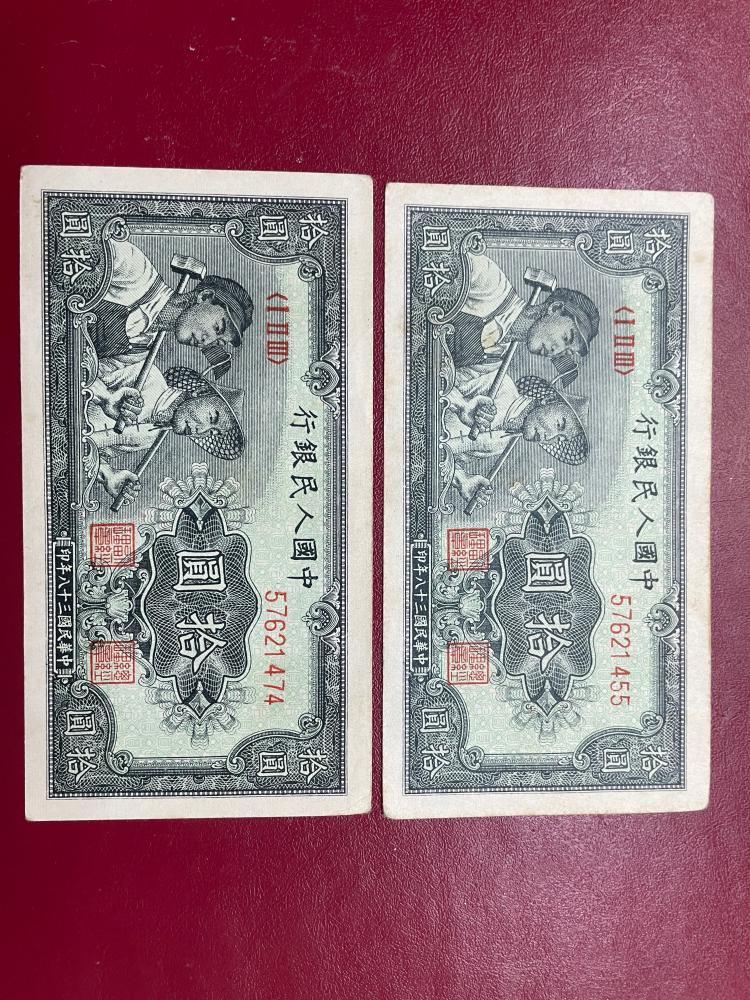 拾圓
拾圓
〈I II III〉
中國人民銀行
57621474
拾圓
拾圓
拾圓
中華民國三十八年印
拾圓
拾圓
〈I II III〉
中國人民銀行
57621455
拾圓
拾圓
拾圓
中華民國三十八年印